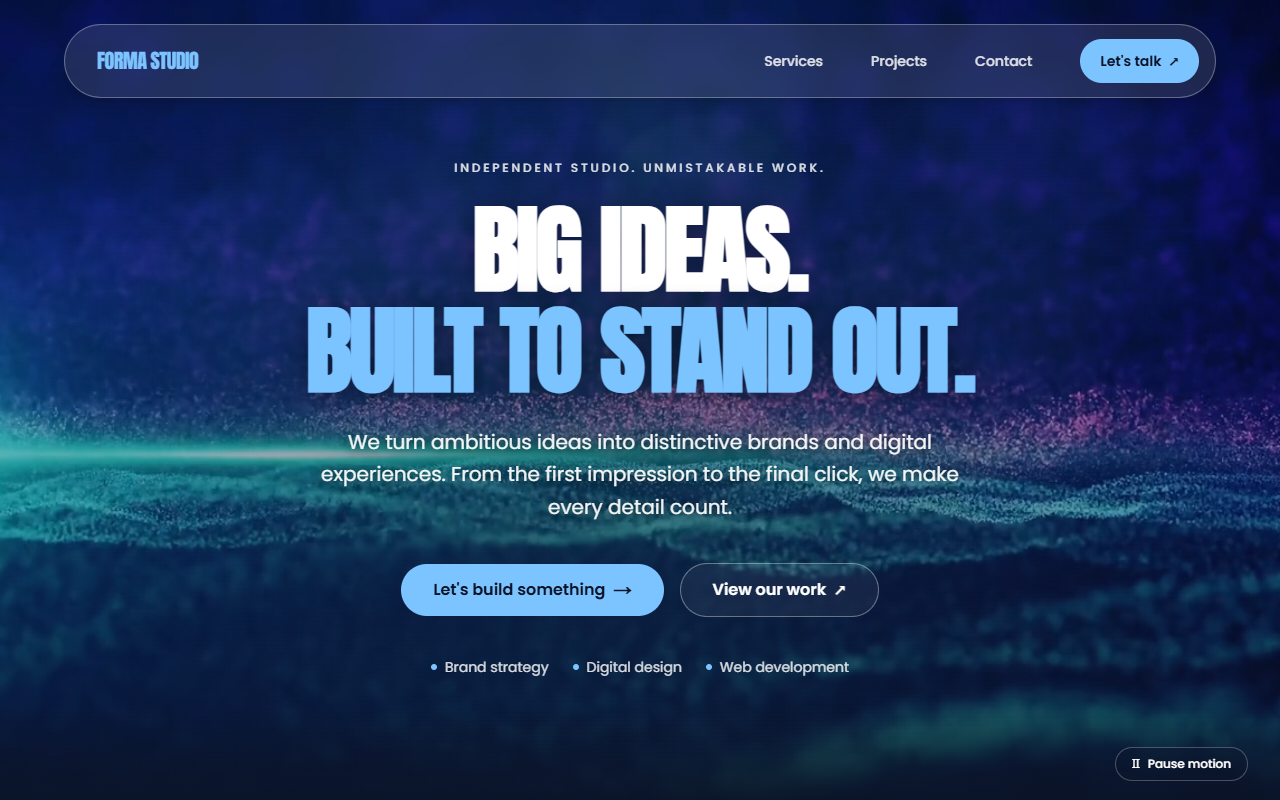 FORMA STUDIO
Services
Projects
Contact
Let's talk ↗
INDEPENDENT STUDIO. UNMISTAKABLE WORK.
BIG IDEAS.
BUILT TO STAND OUT.
We turn ambitious ideas into distinctive brands and digital
experiences. From the first impression to the final click, we make
every detail count.
Let's build something →
View our work ↗
Brand strategy
Digital design
Web development
Pause motion